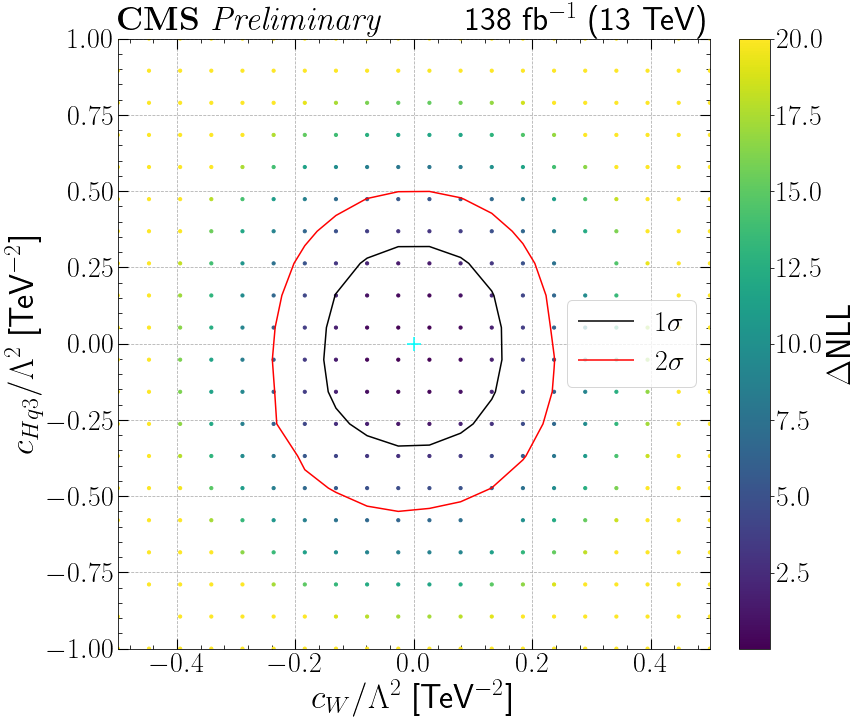 CMS Preliminary 138 fb⁻¹ (13 TeV)
1.00
0.75
0.50
0.25
0.00
−0.25
−0.50
−0.75
−1.00
c_{Hq3}/Λ² [TeV⁻²]
−0.4 −0.2 0.0 0.2 0.4
c_W/Λ² [TeV⁻²]
1σ
2σ
20.0
17.5
15.0
12.5
10.0
7.5
5.0
2.5
ΔNLL